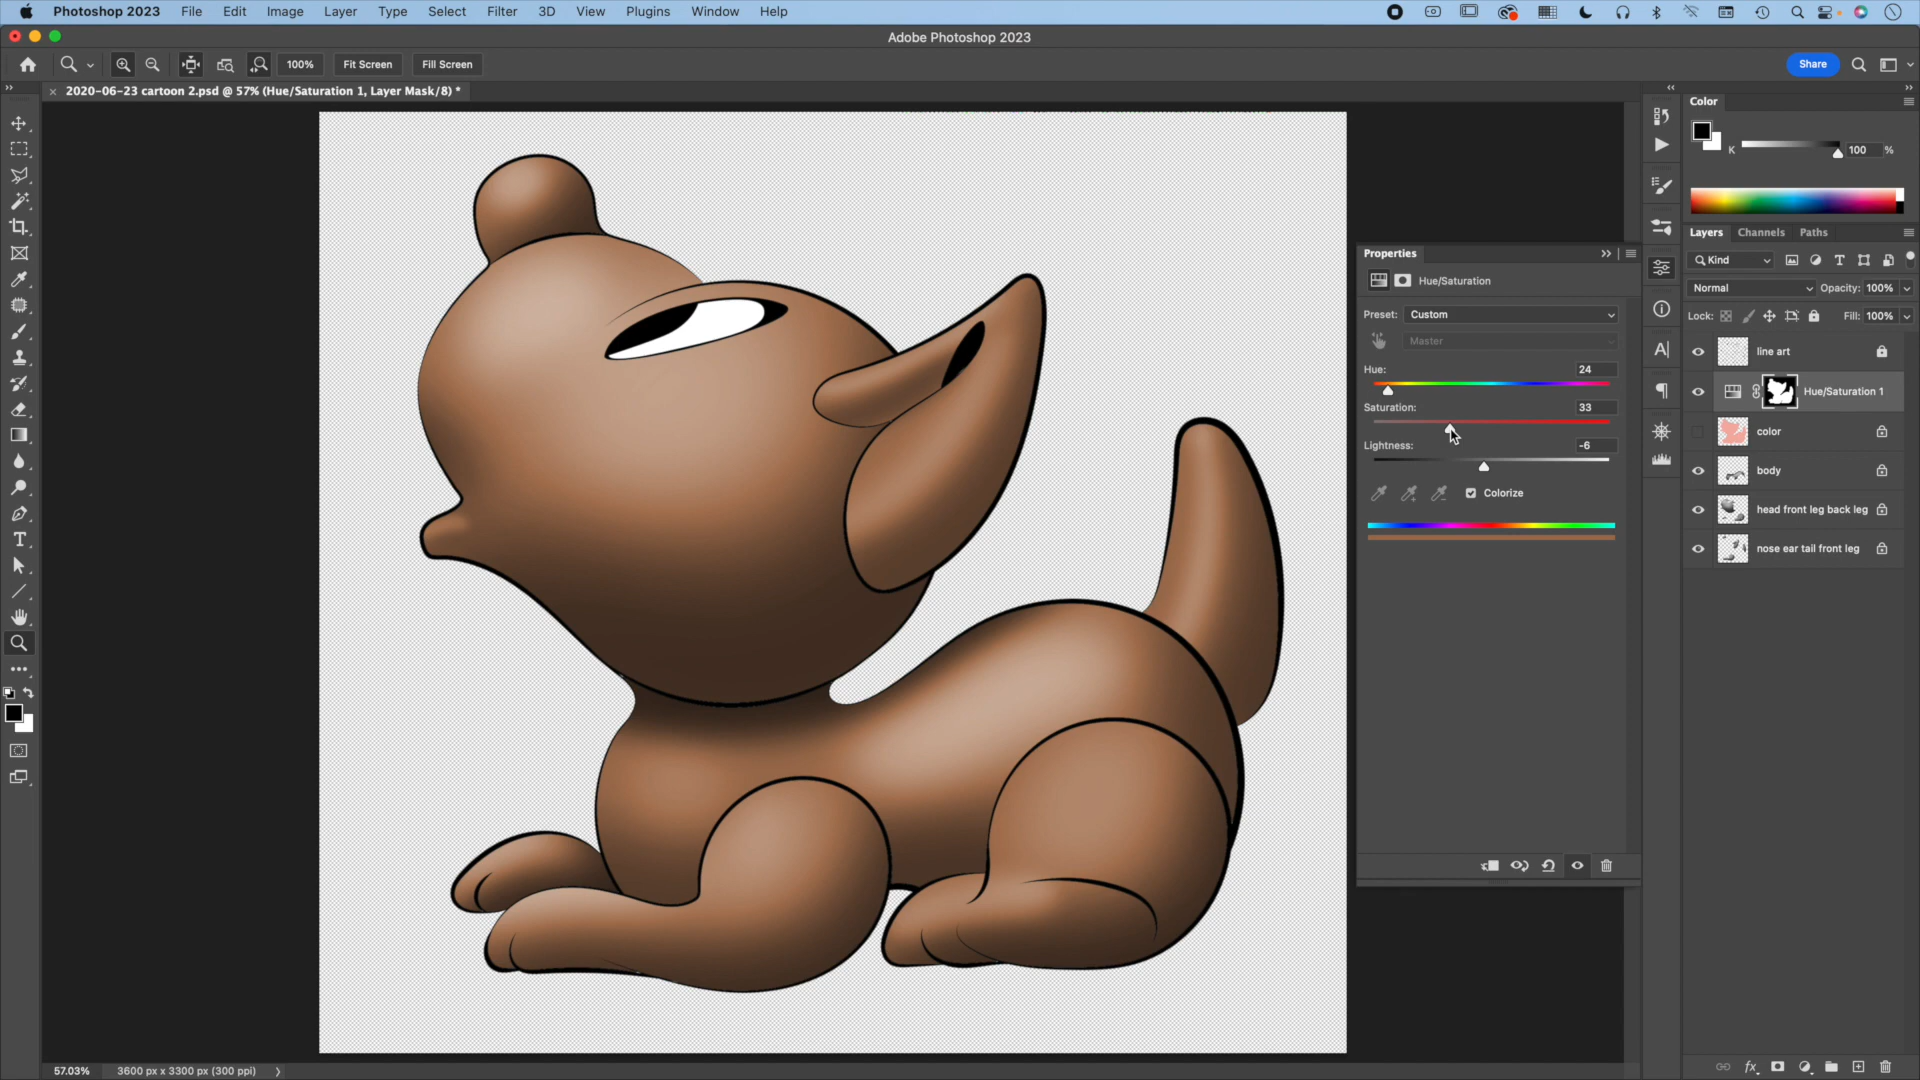 Photoshop 2023 File Edit Image Layer Type Select Filter 3D View Plugins Window Help
Adobe Photoshop 2023
100% Fit Screen Fill Screen Share
2020-06-23 cartoon 2.psd @ 57% (Hue/Saturation 1, Layer Mask/8) *
Color
K 100 %
Layers Channels Paths
Kind
Normal Opacity: 100%
Lock: Fill: 100%
line art
Hue/Saturation 1
color
body
head front leg back leg
nose ear tail front leg
Properties
Hue/Saturation
Preset: Custom
Master
Hue: 24
Saturation: 33
Lightness: -6
Colorize
57.03% 3600 px x 3300 px (300 ppi)